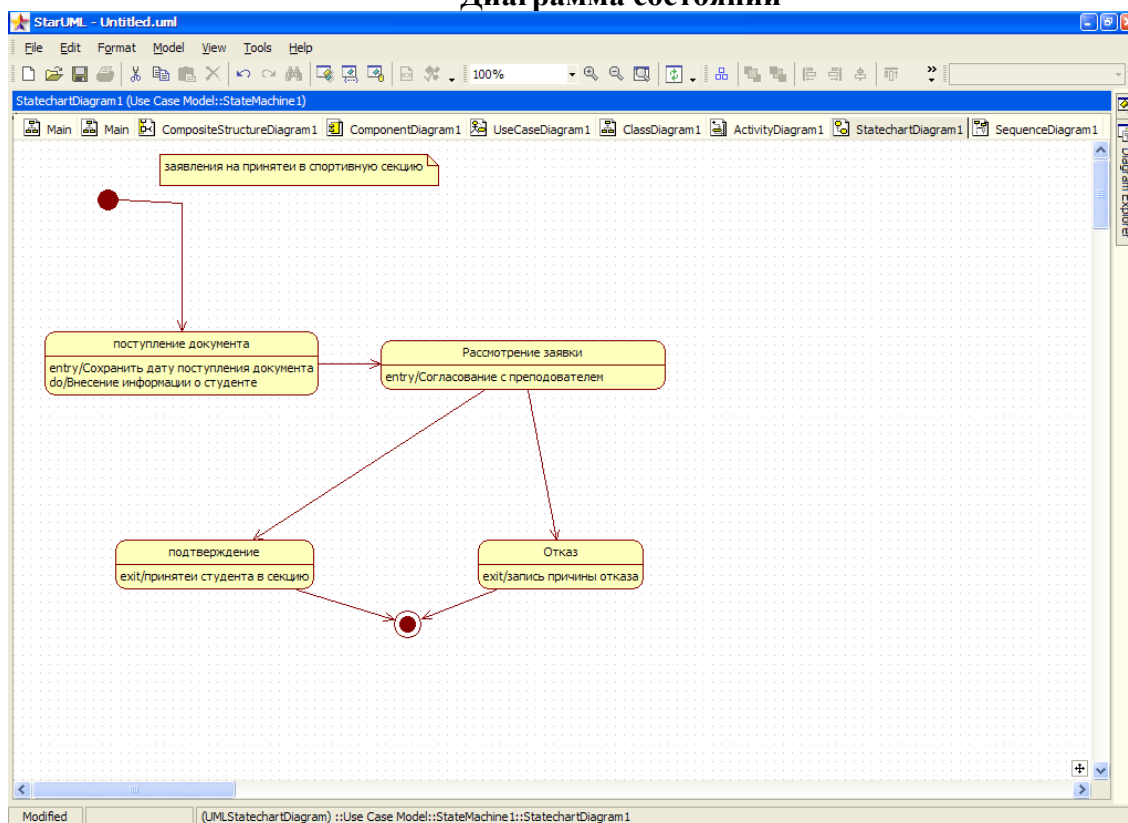 Диаграмма состояний
StarUML - Untitled.uml
File Edit Format Model View Tools Help
100%
StatechartDiagram1 (Use Case Model::StateMachine1)
Main Main CompositeStructureDiagram1 ComponentDiagram1 UseCaseDiagram1 ClassDiagram1 ActivityDiagram1 StatechartDiagram1 SequenceDiagram1
Diagram Explorer
заявления на принятеи в спортивную секцию
поступление документа
entry/Сохранить дату поступления документа
do/Внесение информации о студенте
Рассмотрение заявки
entry/Согласование с преподователем
подтверждение
exit/принятеи студента в секцию
Отказ
exit/запись причины отказа
Modified (UMLStatechartDiagram) ::Use Case Model::StateMachine1::StatechartDiagram1